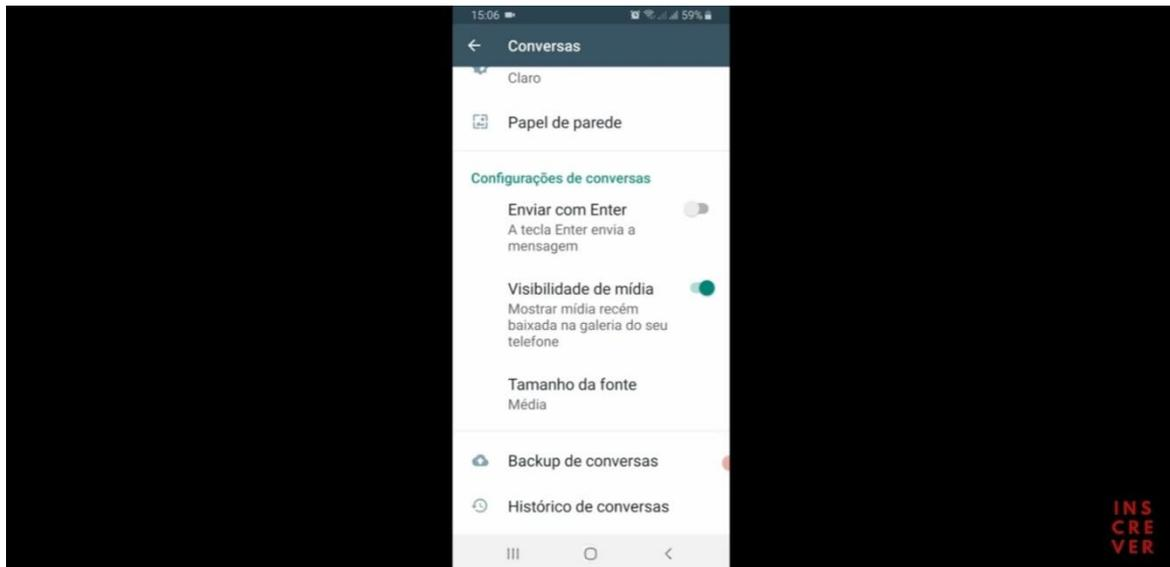 15:06
59%
Conversas
Claro
Papel de parede
Configurações de conversas
Enviar com Enter
A tecla Enter envia a
mensagem
Visibilidade de mídia
Mostrar mídia recém
baixada na galeria do seu
telefone
Tamanho da fonte
Média
Backup de conversas
Histórico de conversas
INS
CRE
VER